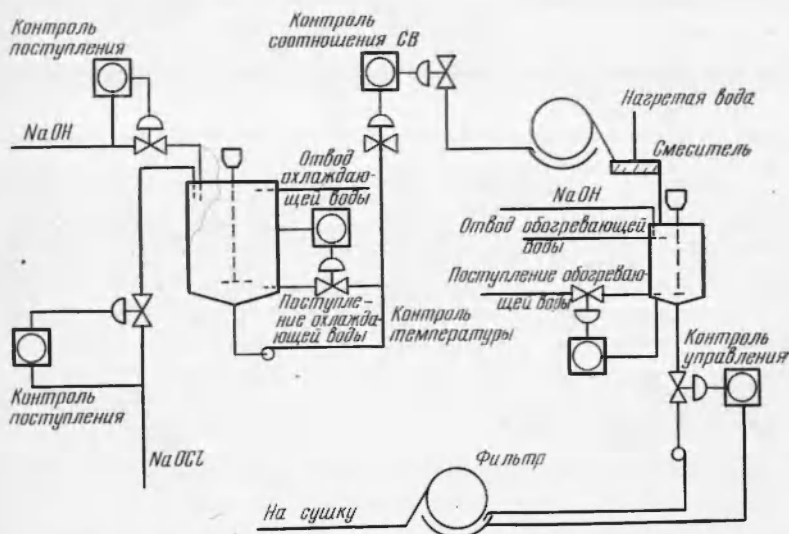 Контроль
поступления
NaOH
Контроль
соотношения СВ
Нагретая вода
Смеситель
Отвод
охлаждаю-
щей воды
NaOH
Отвод обогревающей
воды
Поступление обогреваю-
щей воды
Поступле-
ние охлаждa-
ющей воды
Контроль
температуры
Контроль
управления
Контроль
поступления
NaOCl
Фильтр
На сушку